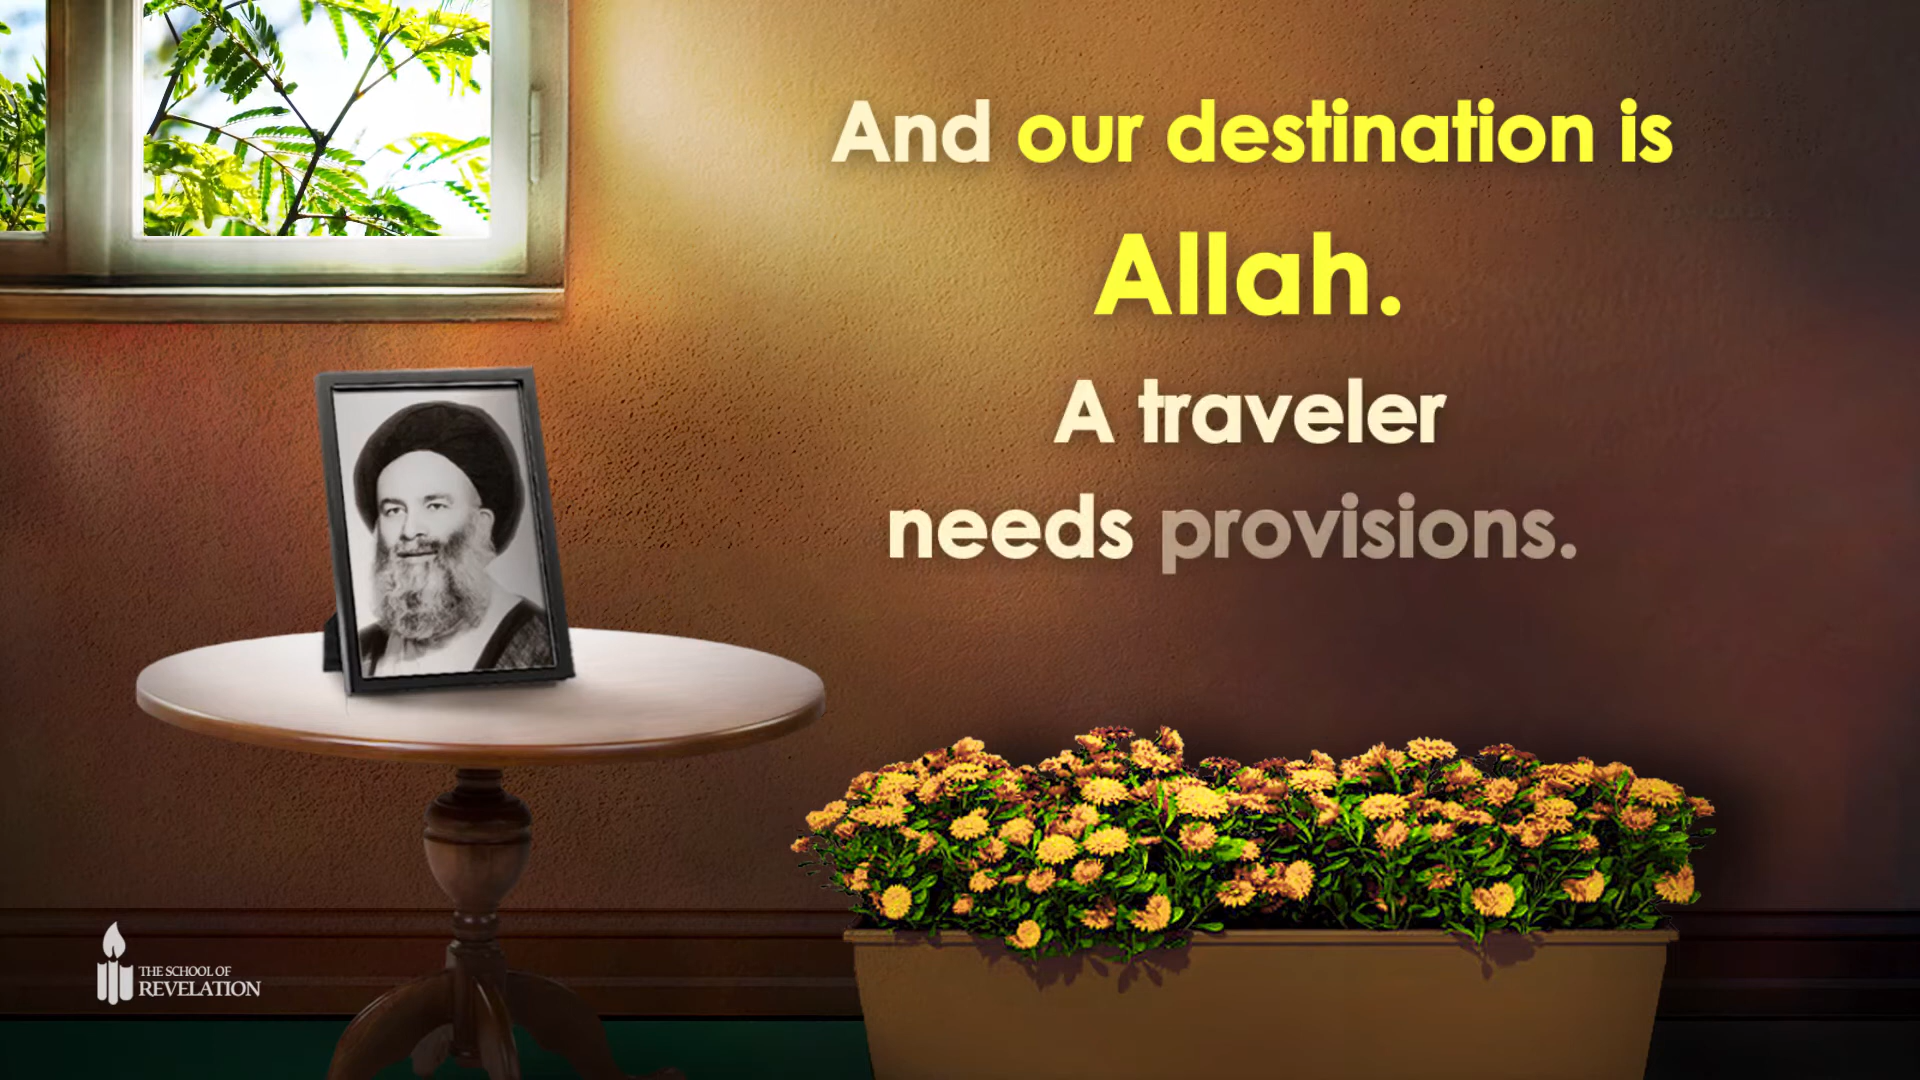 And our destination is
Allah.
A traveler
needs provisions.
THE SCHOOL OF
REVELATION